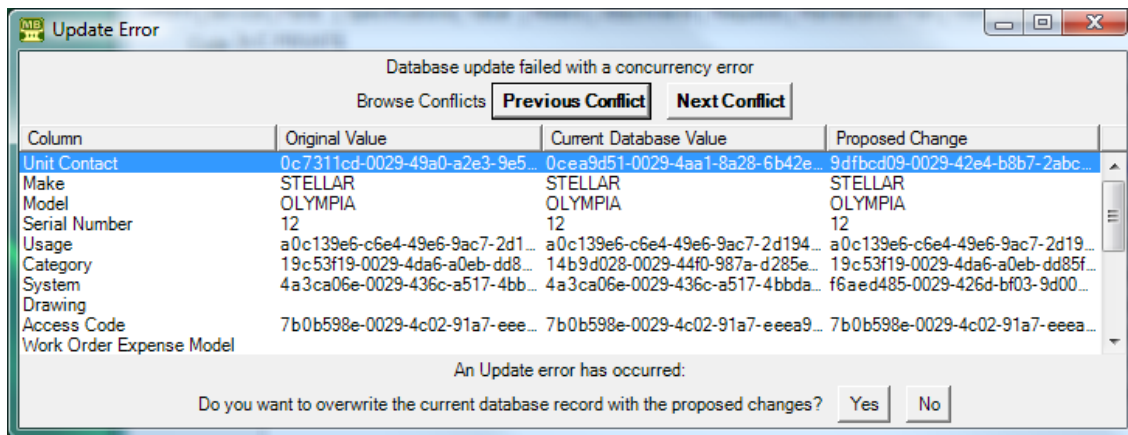 MB
Update Error
Database update failed with a concurrency error
Browse Conflicts Previous Conflict Next Conflict
Column Original Value Current Database Value Proposed Change
Unit Contact 0c7311cd-0029-49a0-a2e3-9e5... 0cea9d51-0029-4aa1-8a28-6b42e... 9dfbcd09-0029-42e4-b8b7-2abc...
Make STELLAR STELLAR STELLAR
Model OLYMPIA OLYMPIA OLYMPIA
Serial Number 12 12 12
Usage a0c139e6-c6e4-49e6-9ac7-2d1... a0c139e6-c6e4-49e6-9ac7-2d194... a0c139e6-c6e4-49e6-9ac7-2d19...
Category 19c53f19-0029-4da6-a0eb-dd8... 14b9d028-0029-44f0-987a-d285e... 19c53f19-0029-4da6-a0eb-dd85f...
System 4a3ca06e-0029-436c-a517-4bb... 4a3ca06e-0029-436c-a517-4bbda... f6aed485-0029-426d-bf03-9d00...
Drawing
Access Code 7b0b598e-0029-4c02-91a7-eee... 7b0b598e-0029-4c02-91a7-eeea9... 7b0b598e-0029-4c02-91a7-eeea...
Work Order Expense Model
An Update error has occurred:
Do you want to overwrite the current database record with the proposed changes? Yes No